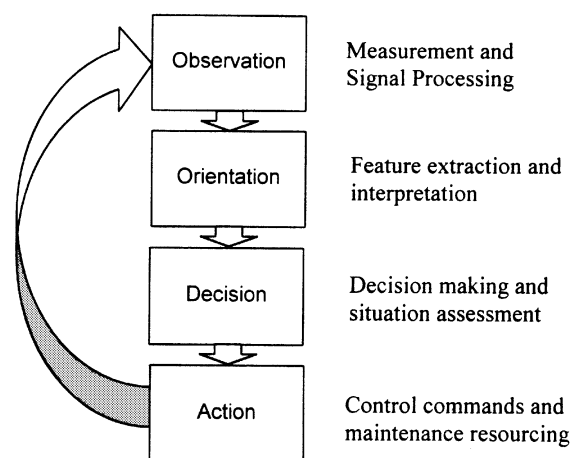 Observation
Measurement and
Signal Processing
Orientation
Feature extraction and
interpretation
Decision
Decision making and
situation assessment
Action
Control commands and
maintenance resourcing